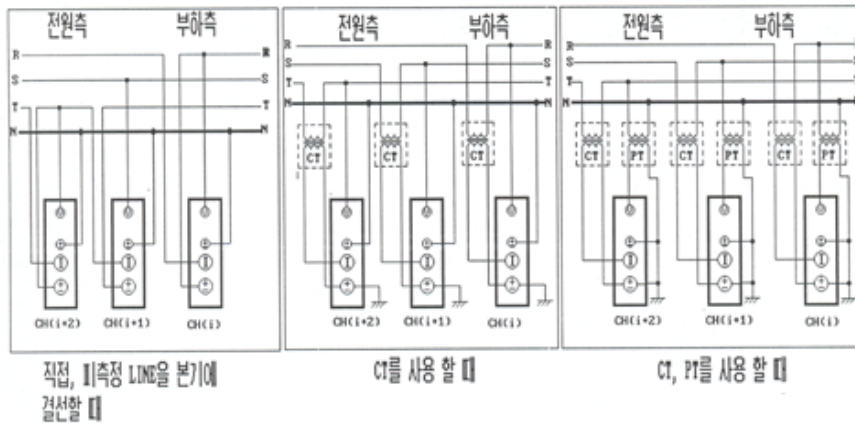 전원측 부하측
R R
S S
T T
N N
CH(i+2) CH(i+1) CH(i)
직접, 피측정 LINE을 본기에
결선할 때
전원측 부하측
R R
S S
T T
N N
CT CT CT
CH(i+2) CH(i+1) CH(i)
CT를 사용 할 때
전원측 부하측
R R
S S
T T
N N
CT PT CT PT CT PT
CH(i+2) CH(i+1) CH(i)
CT, PT를 사용 할 때